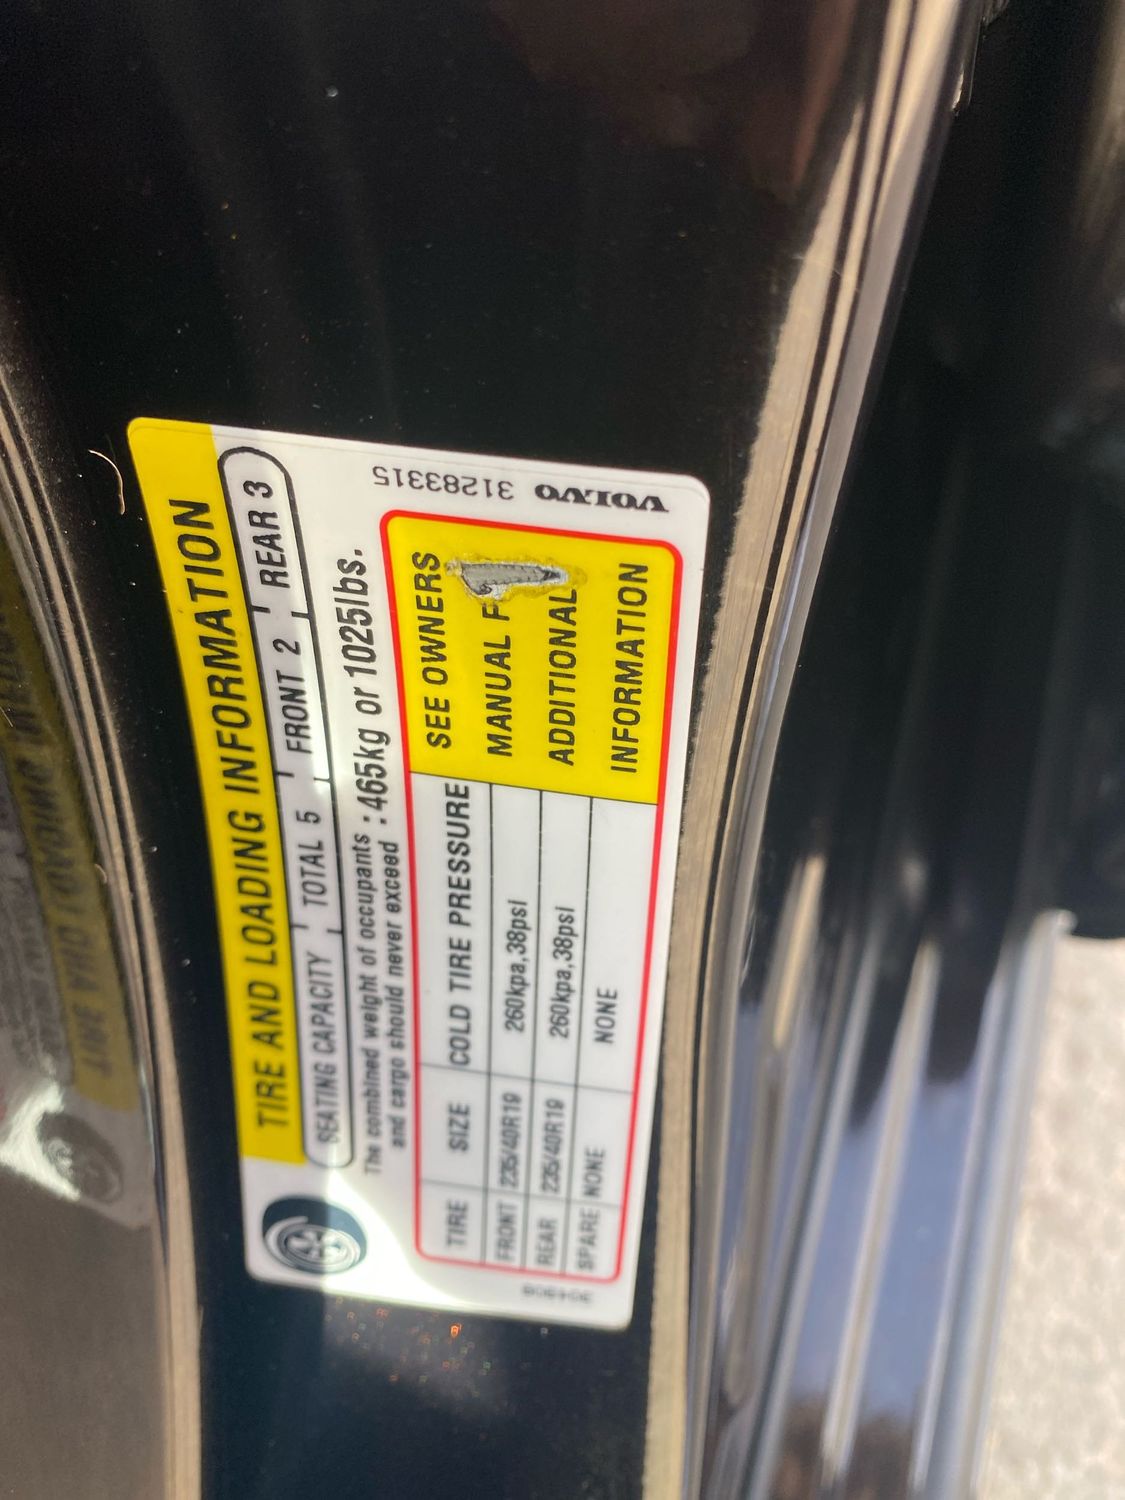 TIRE AND LOADING INFORMATION
SEATING CAPACITY TOTAL 5 FRONT 2 REAR 3
The combined weight of occupants : 465kg or 1025lbs.
and cargo should never exceed :
TIRE SIZE COLD TIRE PRESSURE SEE OWNERS
FRONT 235/40R19 260kpa,38psi MANUAL
REAR 235/40R19 260kpa,38psi ADDITIONAL
SPARE NONE NONE INFORMATION
VOLVO 31283315